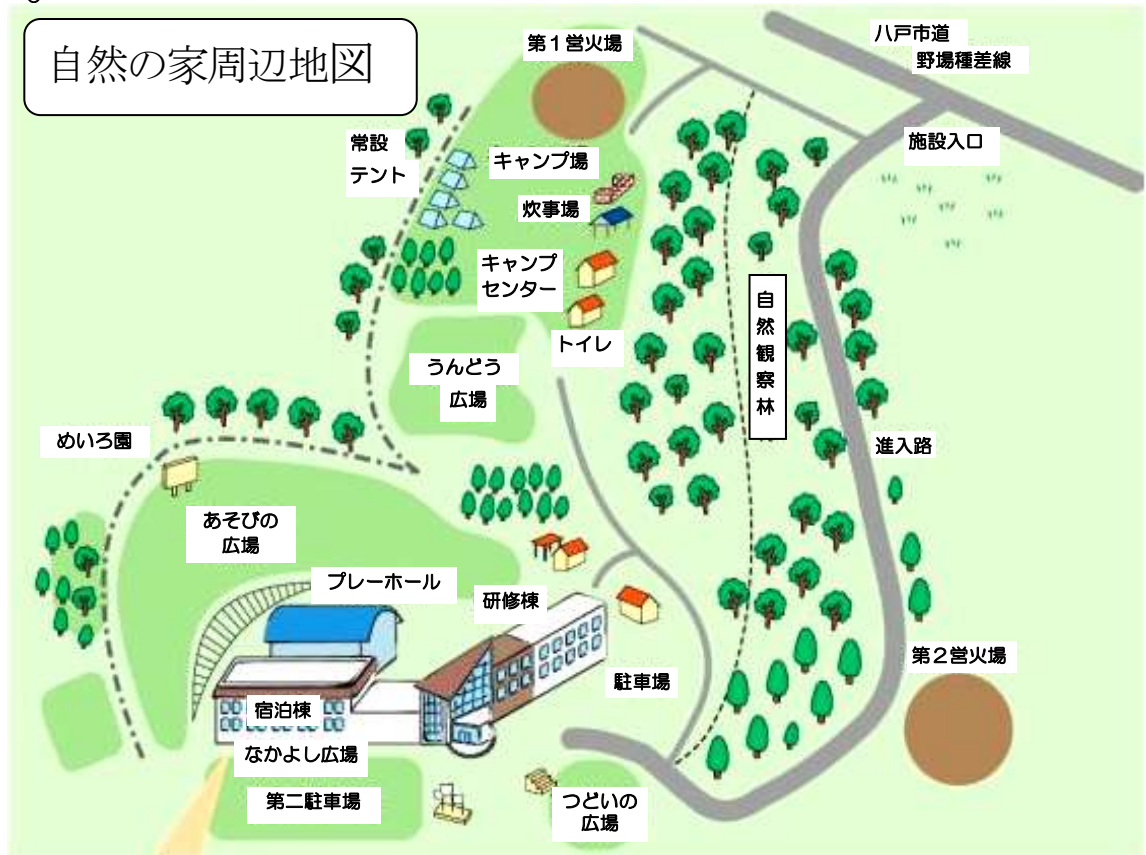 自然の家周辺地図
第１営火場
八戸市道
野場種差線
常設
テント
キャンプ場
施設入口
炊事場
キャンプ
センター
自然観察林
トイレ
うんどう
広場
めいろ園
進入路
あそびの
広場
プレーホール
研修棟
第２営火場
駐車場
宿泊棟
なかよし広場
第二駐車場
つどいの
広場